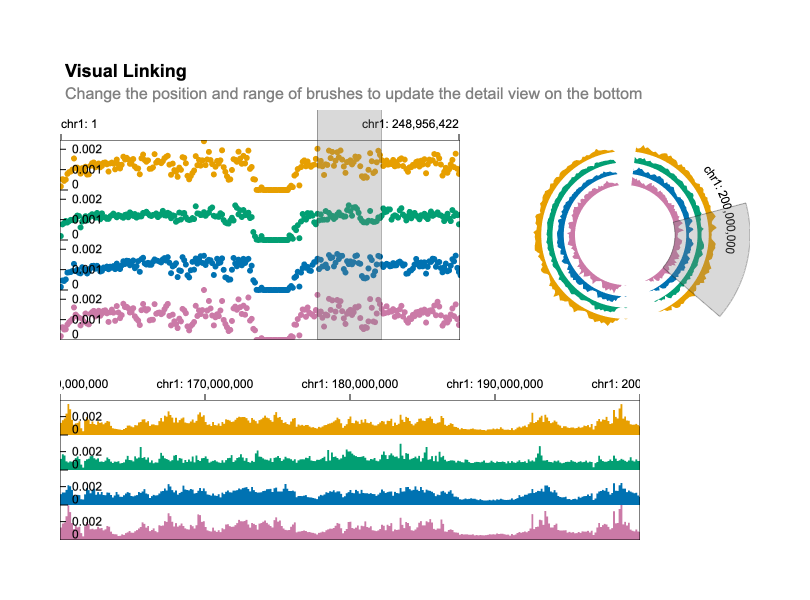 Visual Linking
Change the position and range of brushes to update the detail view on the bottom
chr1: 1
chr1: 248,956,422
0.002
0.001
0
0.002
0.001
0
0.002
0.001
0
0.002
0.001
0
chr1: 200,000,000
0,000,000
chr1: 170,000,000
chr1: 180,000,000
chr1: 190,000,000
chr1: 200
0.002
0
0.002
0
0.002
0
0.002
0